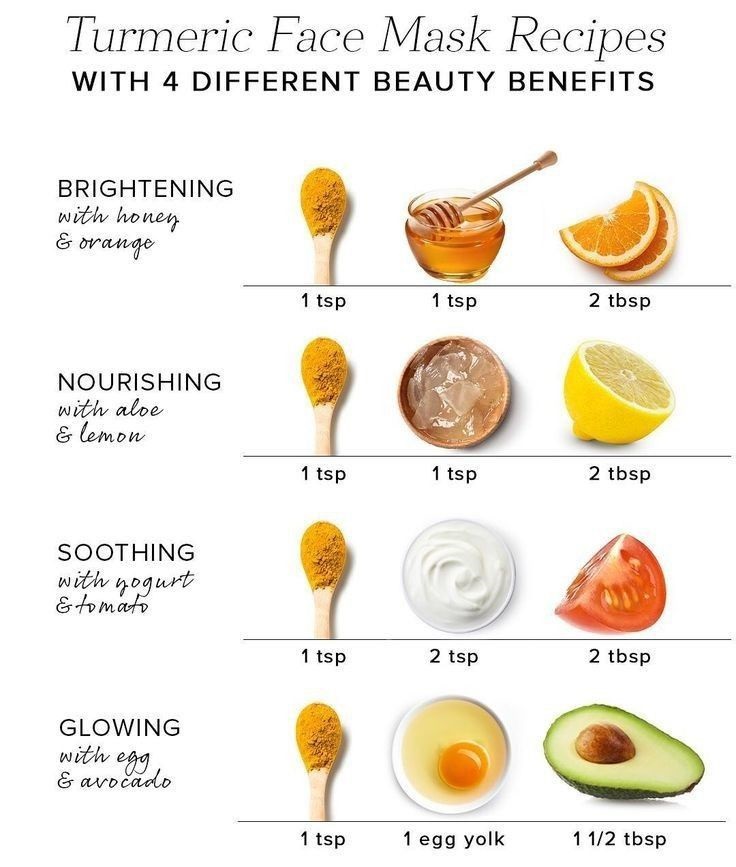 Turmeric Face Mask Recipes
WITH 4 DIFFERENT BEAUTY BENEFITS
BRIGHTENING
with honey
& orange
1 tsp 1 tsp 2 tbsp
NOURISHING
with aloe
& lemon
1 tsp 1 tsp 2 tbsp
SOOTHING
with yogurt
& tomato
1 tsp 2 tsp 2 tbsp
GLOWING
with egg
& avocado
1 tsp 1 egg yolk 1 1/2 tbsp